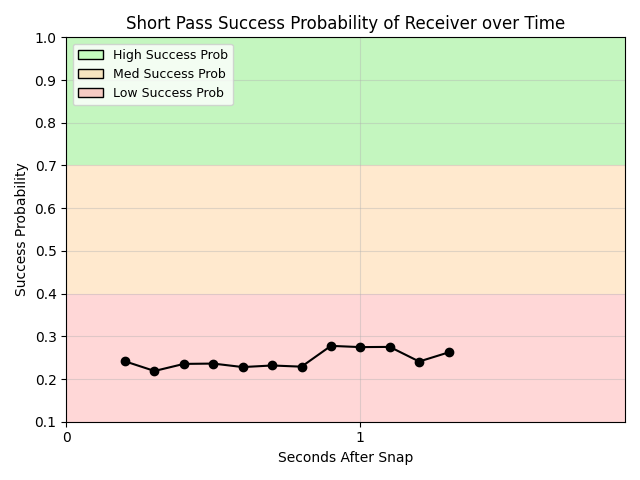 Short Pass Success Probability of Receiver over Time
High Success Prob
Med Success Prob
Low Success Prob
1.0
0.9
0.8
0.7
0.6
0.5
0.4
0.3
0.2
0.1
Success Probability
0
1
Seconds After Snap